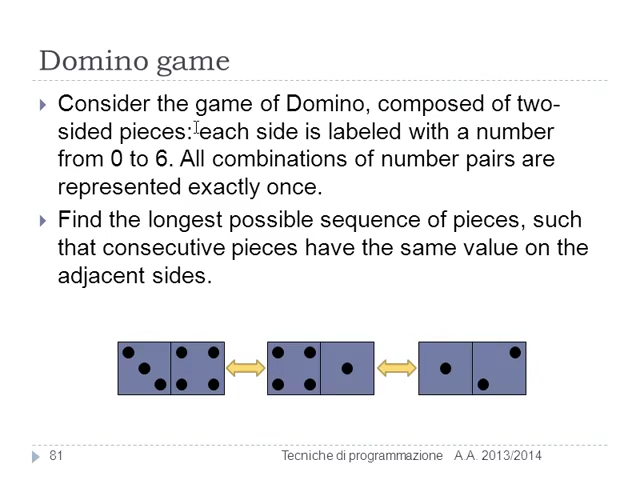 Domino game
Consider the game of Domino, composed of two-
sided pieces: each side is labeled with a number
from 0 to 6. All combinations of number pairs are
represented exactly once.
Find the longest possible sequence of pieces, such
that consecutive pieces have the same value on the
adjacent sides.
81 Tecniche di programmazione A.A. 2013/2014